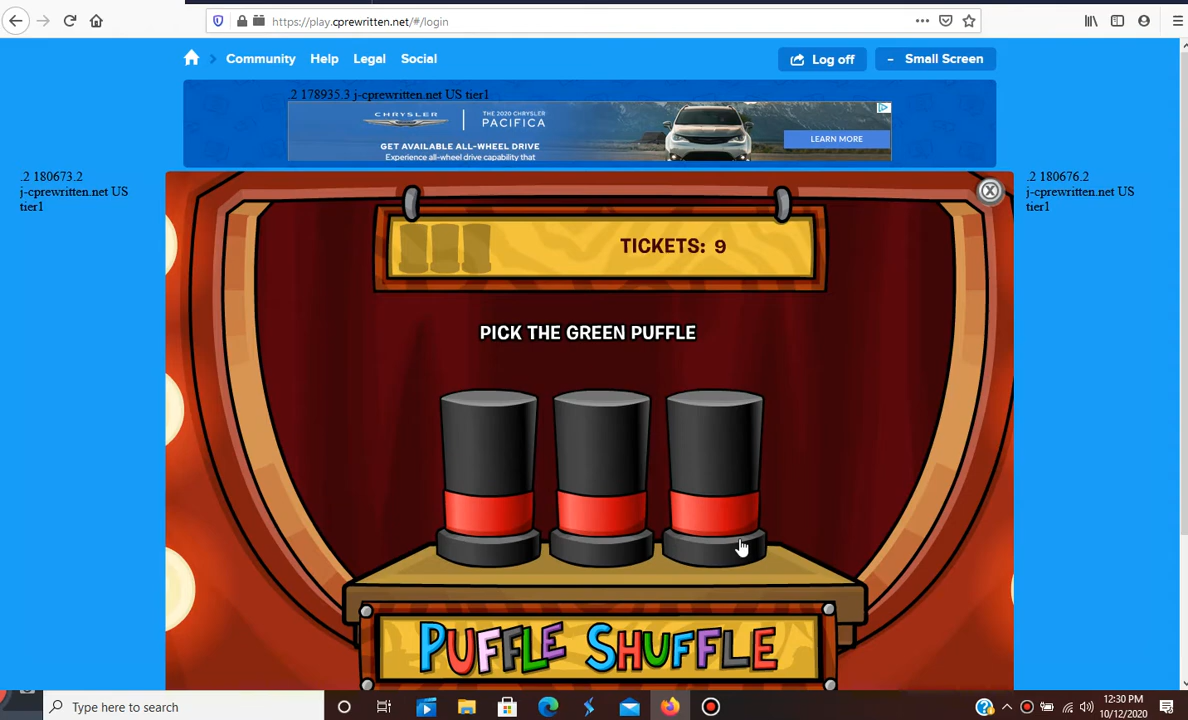 https://play.cprewritten.net/#/login
Community Help Legal Social
Log off
- Small Screen
.2 178935.3 j-cprewritten.net US tier1
CHRYSLER
THE 2020 CHRYSLER
PACIFICA
GET AVAILABLE ALL-WHEEL DRIVE
Experience all-wheel drive capability that
LEARN MORE
.2 180673.2
j-cprewritten.net US
tier1
.2 180676.2
j-cprewritten.net US
tier1
TICKETS: 9
PICK THE GREEN PUFFLE
PUFFLE SHUFFLE
Type here to search
12:30 PM
10/12/2020